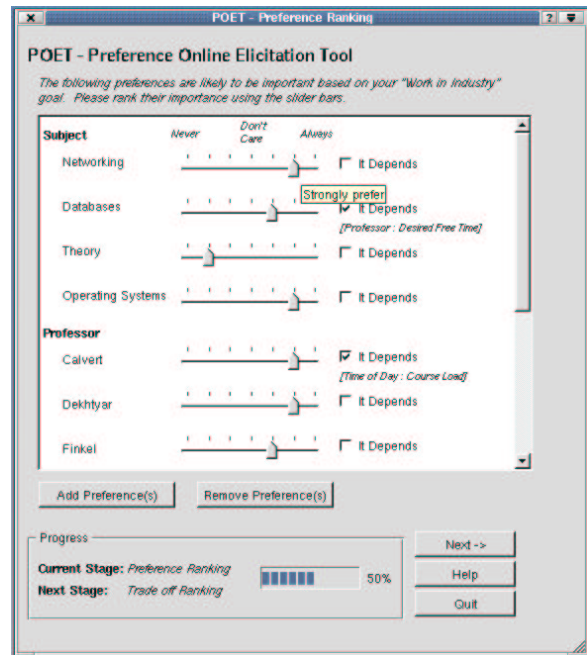 POET - Preference Ranking
POET - Preference Online Elicitation Tool
The following preferences are likely to be important based on your "Work in Industry"
goal. Please rank their importance using the slider bars.
Subject Never Don't Care Always
Networking It Depends
Strongly prefer
Databases It Depends
[Professor : Desired Free Time]
Theory It Depends
Operating Systems It Depends
Professor
Calvert It Depends
[Time of Day : Course Load]
Dekhtyar It Depends
Finkel It Depends
Add Preference(s) Remove Preference(s)
Progress
Current Stage: Preference Ranking
Next Stage: Trade off Ranking
50%
Next ->
Help
Quit